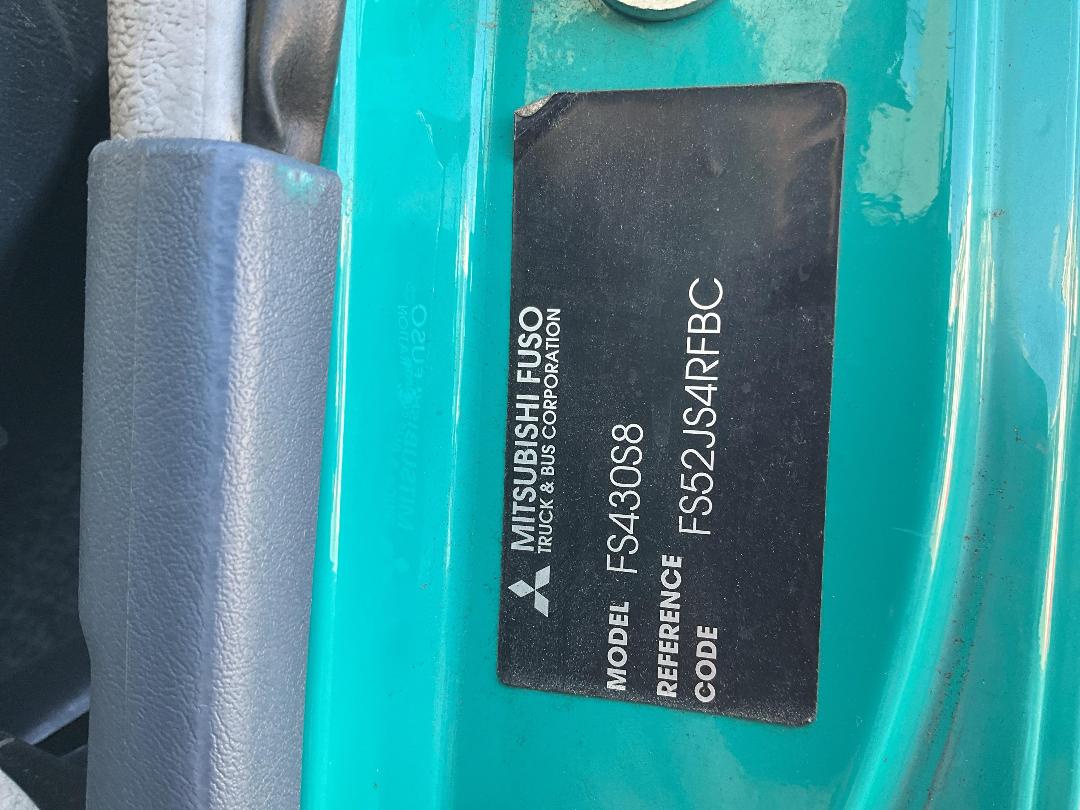 MITSUBISHI FUSO
TRUCK & BUS CORPORATION
MODEL FS430S8
REFERENCE
CODE FS52JS4RFBC